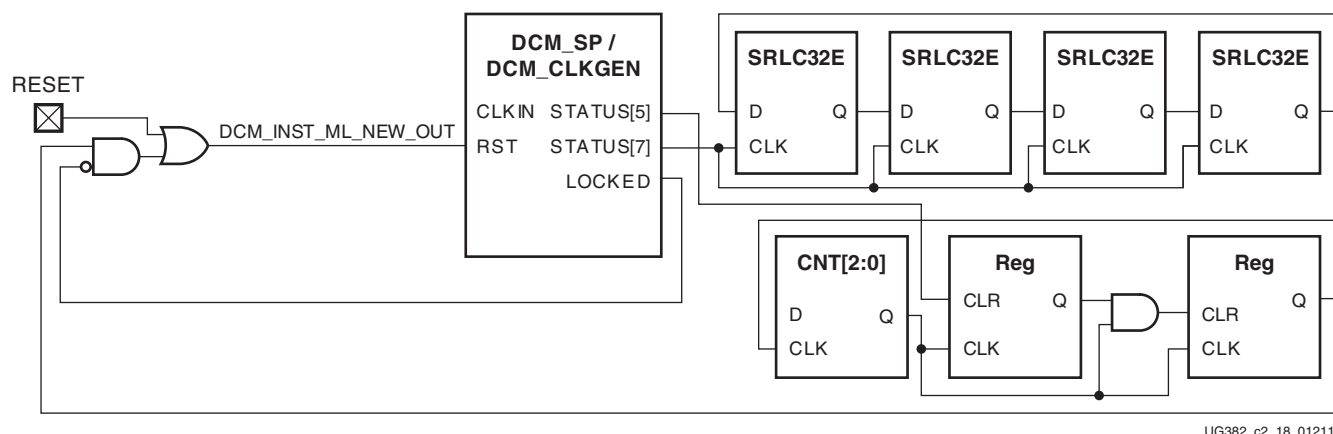 RESET
DCM_INST_ML_NEW_OUT
DCM_SP /
DCM_CLKGEN
CLKIN STATUS[5]
RST STATUS[7]
LOCKED
SRLC32E
D Q
CLK
SRLC32E
D Q
CLK
SRLC32E
D Q
CLK
SRLC32E
D Q
CLK
CNT[2:0]
D Q
CLK
Reg
CLR Q
CLK
Reg
Q
CLR
CLK
UG382_c2_18_01211